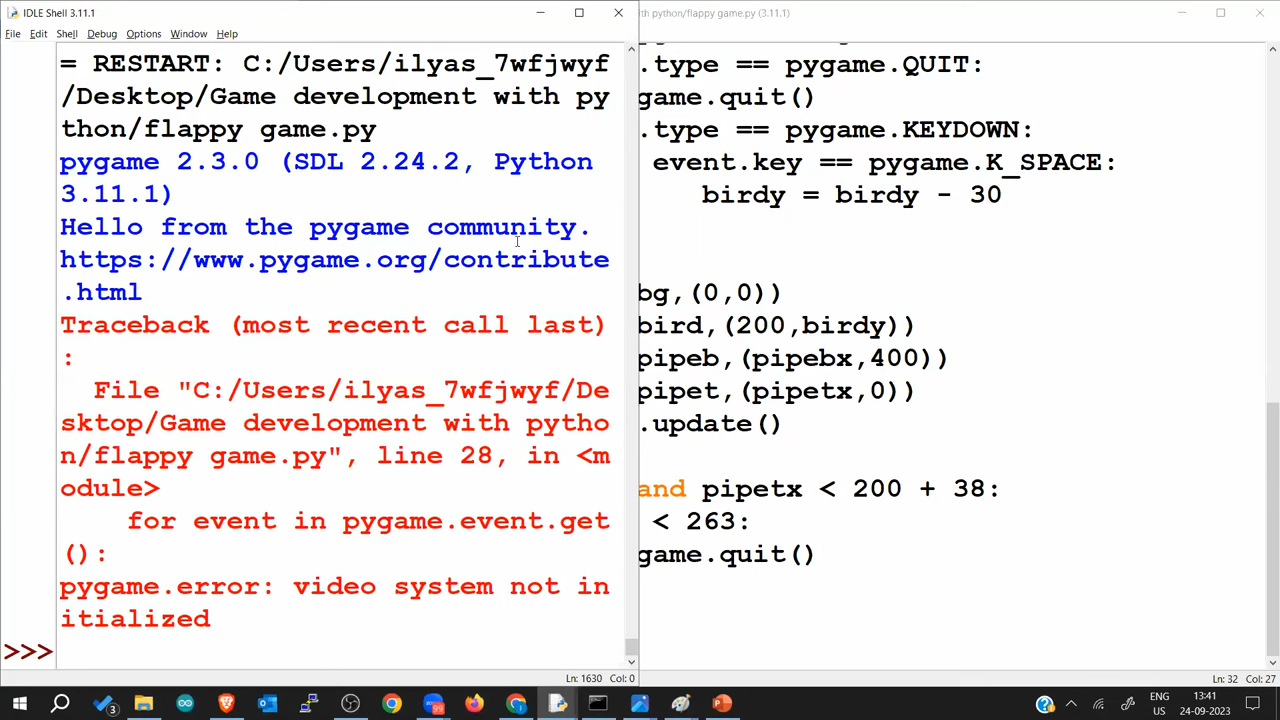 IDLE Shell 3.11.1
File Edit Shell Debug Options Window Help
= RESTART: C:/Users/ilyas_7wfjwyf
/Desktop/Game development with py
thon/flappy game.py
pygame 2.3.0 (SDL 2.24.2, Python
3.11.1)
Hello from the pygame community.
https://www.pygame.org/contribute
.html
Traceback (most recent call last)
:
File "C:/Users/ilyas_7wfjwyf/De
sktop/Game development with pytho
n/flappy game.py", line 28, in <m
odule>
for event in pygame.event.get
():
pygame.error: video system not in
itialized
>>>
Ln: 1630 Col: 0
th python/flappy game.py (3.11.1)
.type == pygame.QUIT:
game.quit()
.type == pygame.KEYDOWN:
event.key == pygame.K_SPACE:
birdy = birdy - 30
bg,(0,0))
bird,(200,birdy))
pipeb,(pipebx,400))
pipet,(pipetx,0))
.update()
and pipetx < 200 + 38:
< 263:
game.quit()
Ln: 32 Col: 27
3
99
ENG
US
13:41
24-09-2023